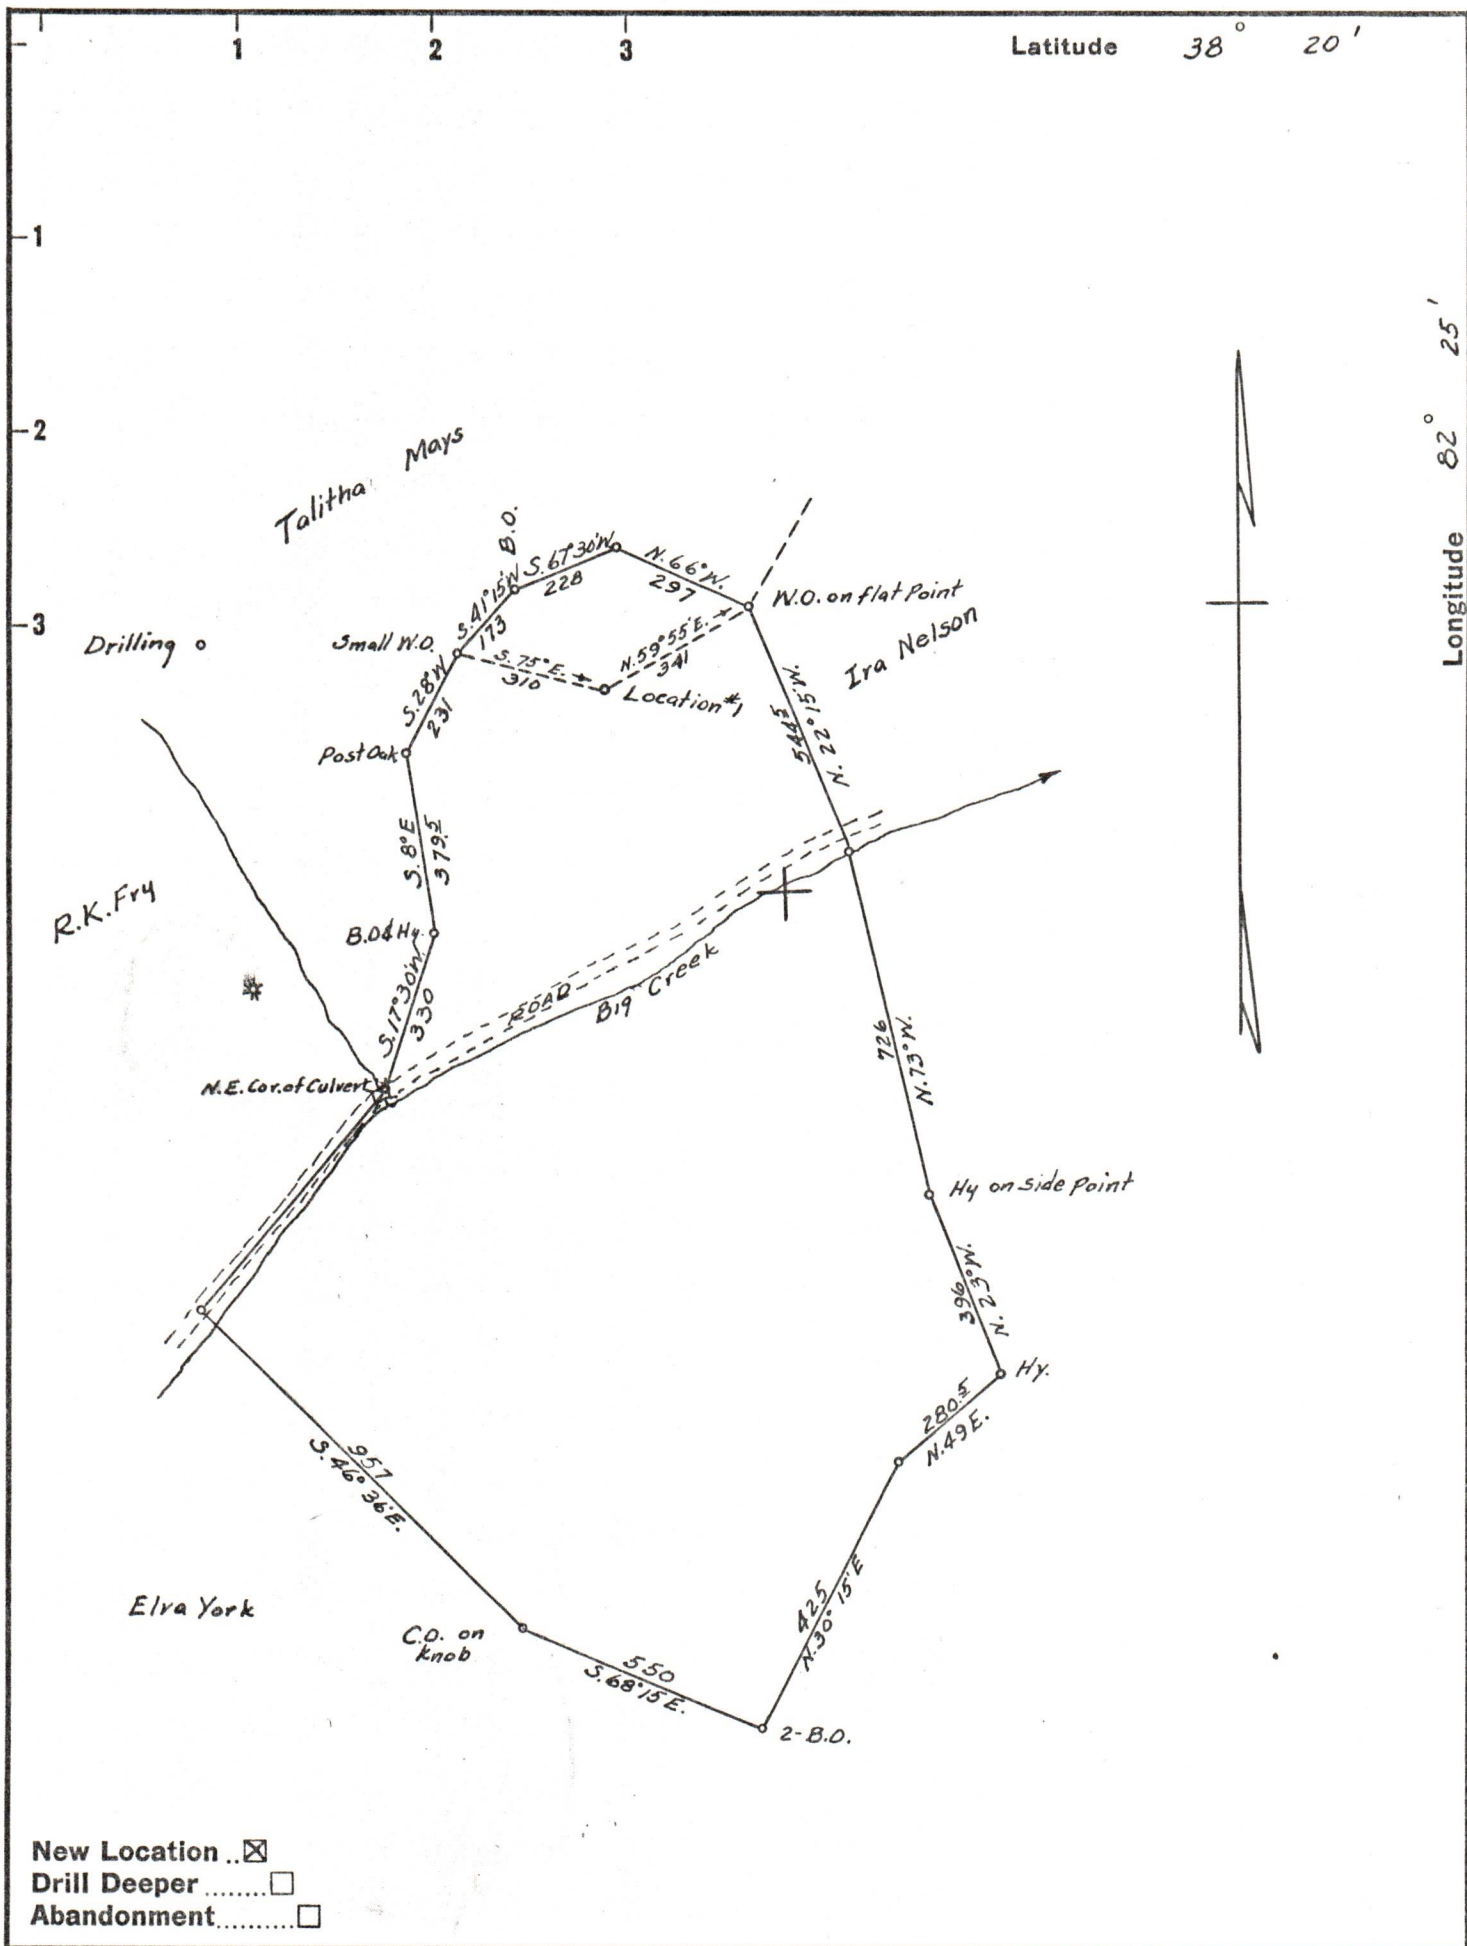 1 2 3 Latitude 38° 20'
1
2
3
Longitude 82° 25'
Talitha Mays
B.O.
S.67°30'W.
228
N.66°W.
297
W.O. on flat Point
S.41°15'W
173
Small W.O.
Drilling
S.75°E.
310
N.59°55'E.
341
Location #1
Ira Nelson
S.28°W
231
Post Oak
544.5
N.22°15'W.
S.8°E
379.5
R.K.Fry
B.O & Hy.
S.17°30'W.
330
ROAD
Big Creek
N.E. Cor. of Culvert
726
N.73°W.
Hy on side Point
396
N.23°W.
Hy.
280.5
N.49E.
957
S.46°36'E.
425
N.30°15'E
Elva York
C.O. on
Knob
550
S.68°15E.
2-B.O.
New Location ..☒
Drill Deeper ........☐
Abandonment..........☐